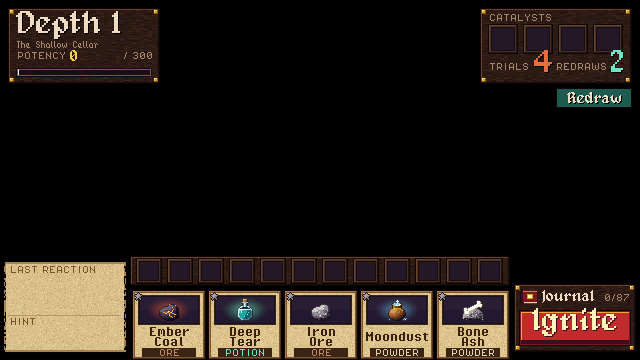 Depth 1
The Shallow Cellar
POTENCY 0 / 300
CATALYSTS
TRIALS 4 REDRAWS 2
Redraw
LAST REACTION
HINT
Ember Coal
ORE
Deep Tear
POTION
Iron Ore
ORE
Moondust
POWDER
Bone Ash
POWDER
Journal 0/87
Ignite